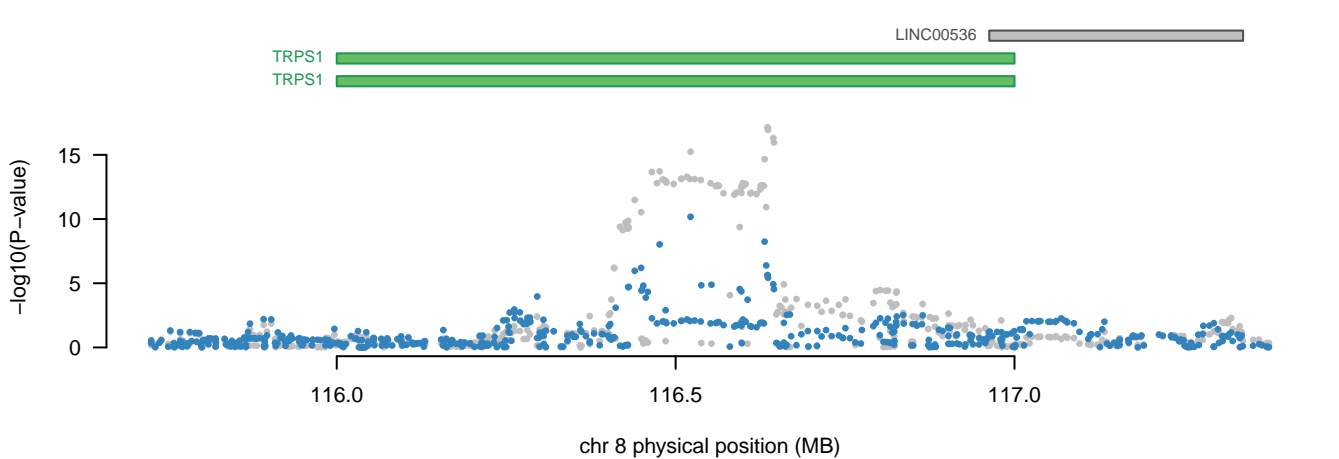 LINC00536
TRPS1
TRPS1
−log10(P−value)
15
10
5
0
116.0 116.5 117.0
chr 8 physical position (MB)